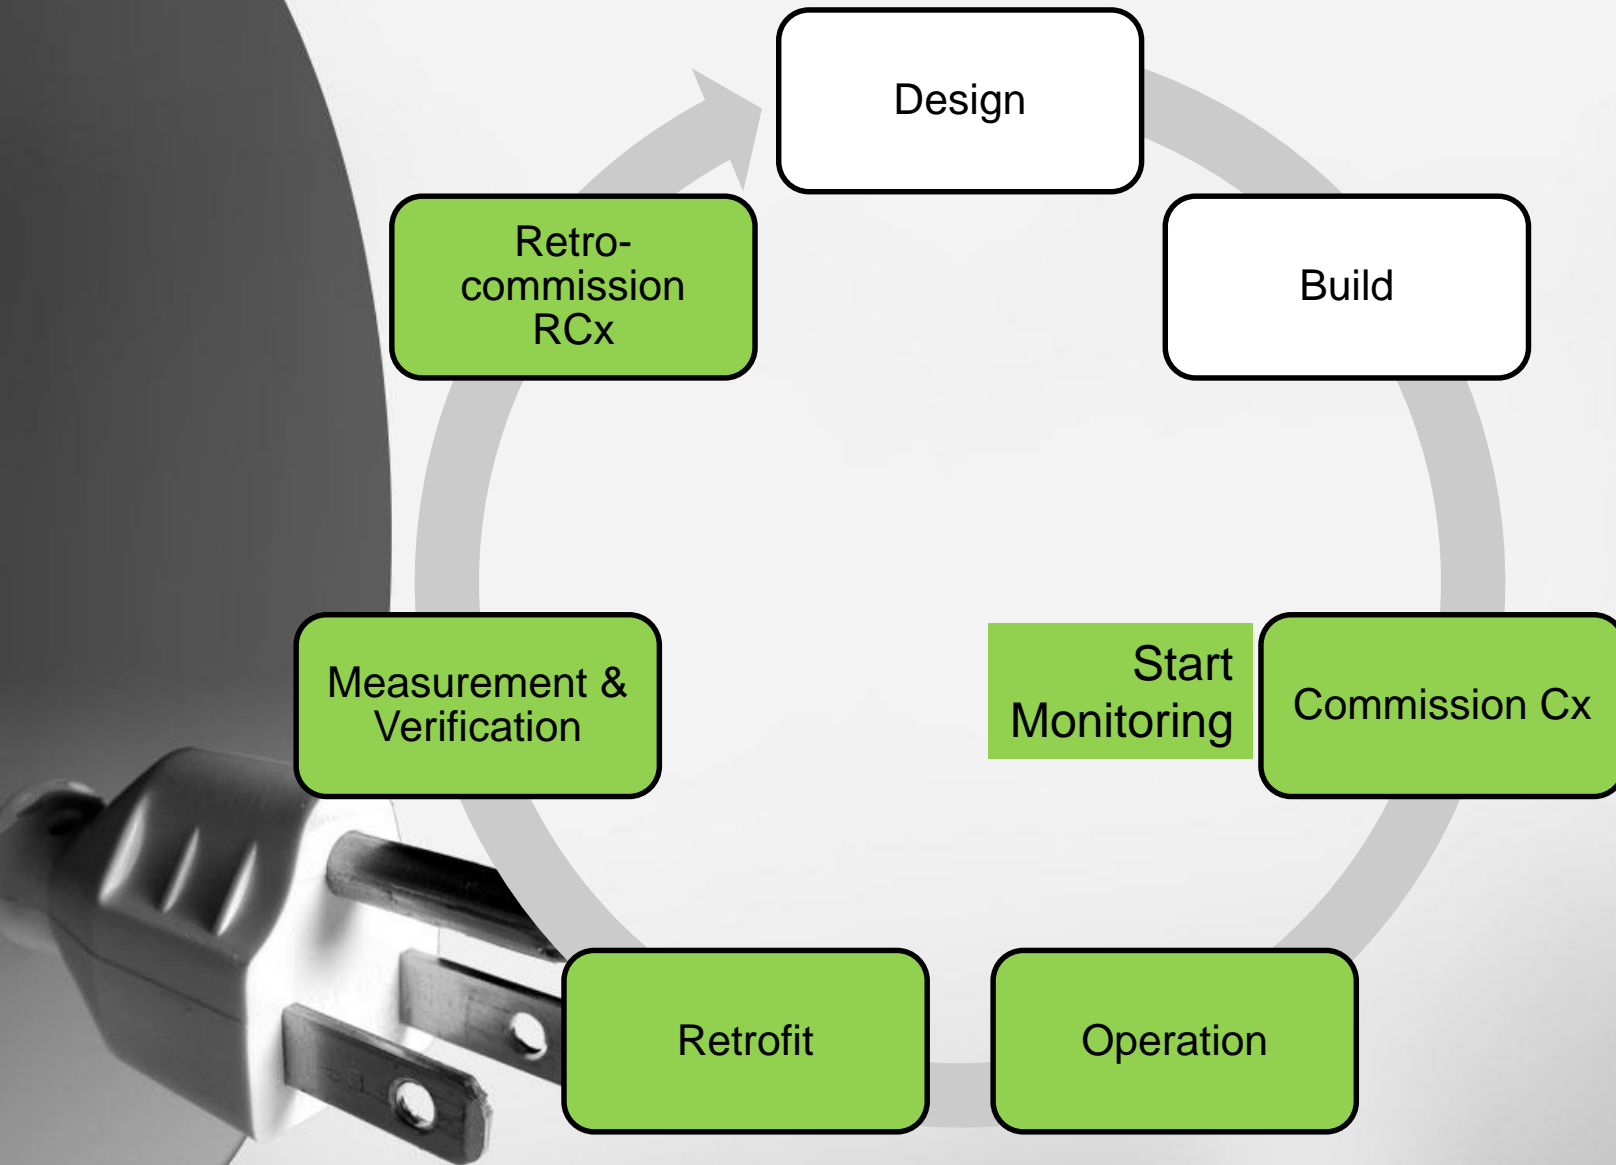 Design
Build
Start
Monitoring
Commission Cx
Operation
Retrofit
Measurement &
Verification
Retro-
commission
RCx